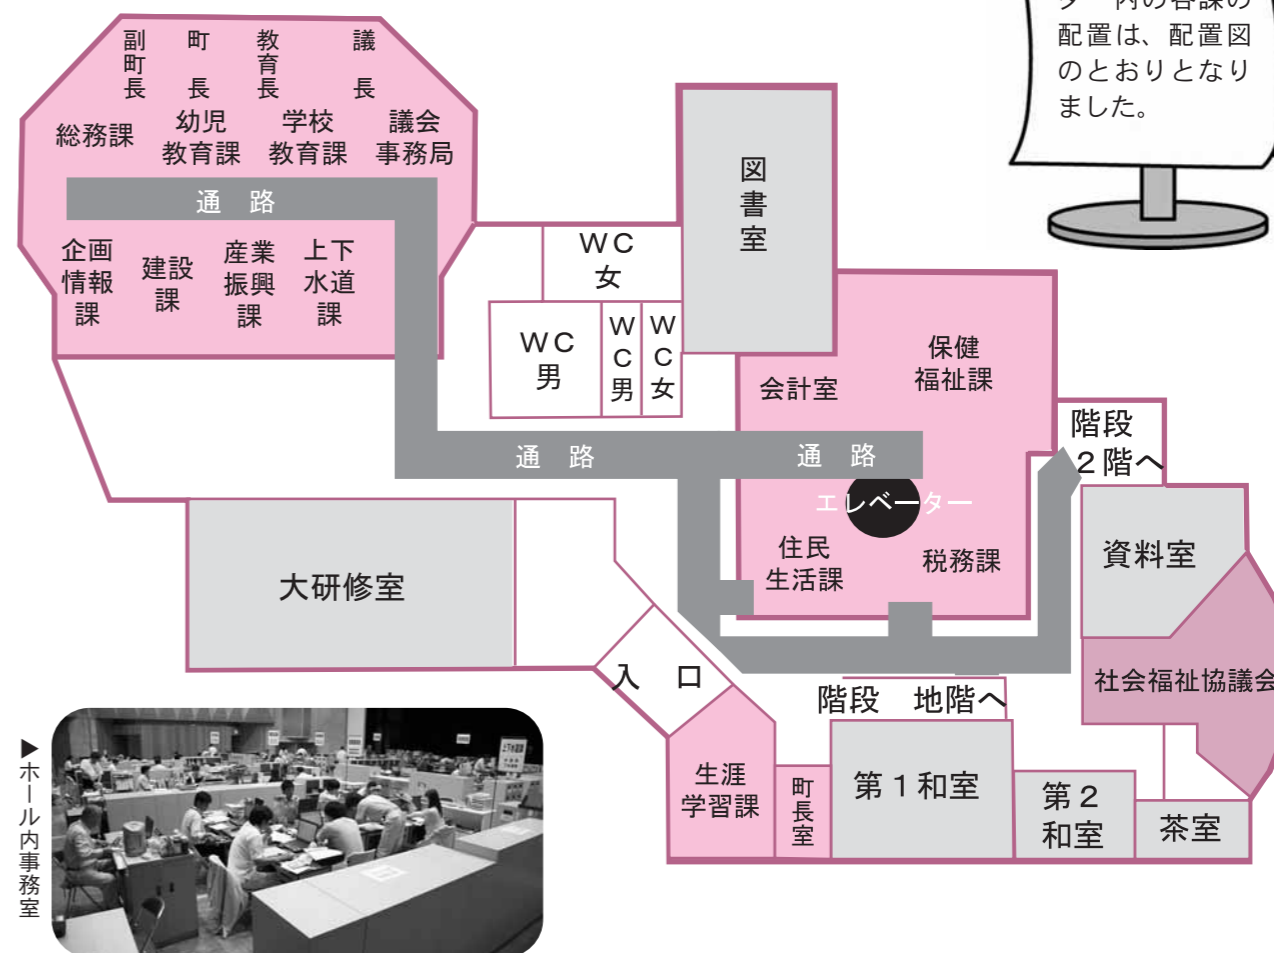 配置は、配置図
のとおりとなり
ました。
副町長
町長
教育長
議長
総務課
幼児
教育課
学校
教育課
議会
事務局
通路
企画
情報
課
建設
課
産業
振興
課
上下
水道
課
WC
女
WC
男
WC男
WC女
図書室
会計室
保健
福祉課
通路
通路
エレベーター
住民
生活課
税務課
階段
2階へ
資料室
社会福祉協議会
大研修室
入口
階段 地階へ
生涯
学習課
町長室
第1和室
第2
和室
茶室
▶ホール内事務室